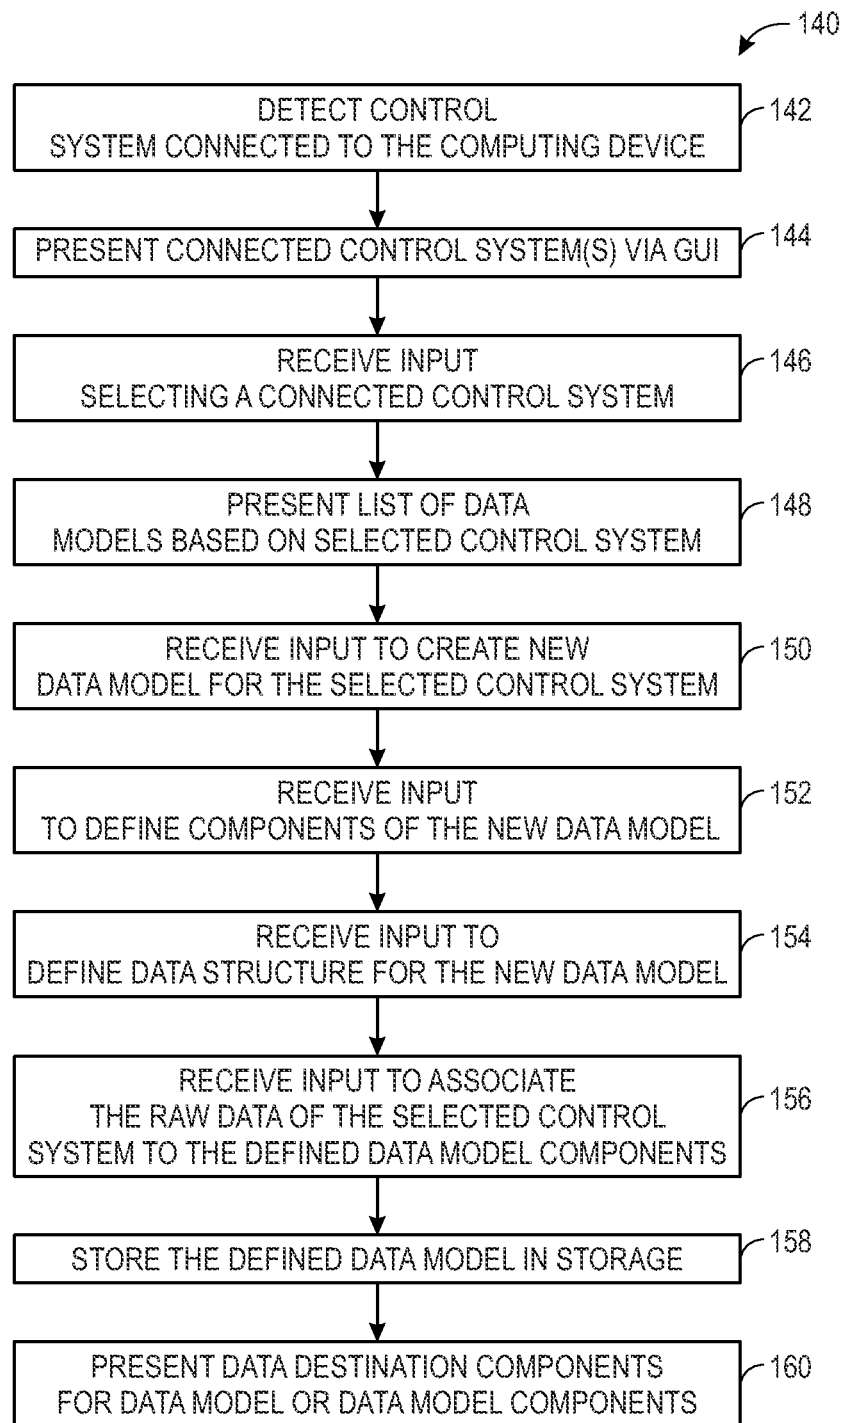 140
DETECT CONTROL
SYSTEM CONNECTED TO THE COMPUTING DEVICE
142
PRESENT CONNECTED CONTROL SYSTEM(S) VIA GUI
144
RECEIVE INPUT
SELECTING A CONNECTED CONTROL SYSTEM
146
PRESENT LIST OF DATA
MODELS BASED ON SELECTED CONTROL SYSTEM
148
RECEIVE INPUT TO CREATE NEW
DATA MODEL FOR THE SELECTED CONTROL SYSTEM
150
RECEIVE INPUT
TO DEFINE COMPONENTS OF THE NEW DATA MODEL
152
RECEIVE INPUT TO
DEFINE DATA STRUCTURE FOR THE NEW DATA MODEL
154
RECEIVE INPUT TO ASSOCIATE
THE RAW DATA OF THE SELECTED CONTROL
SYSTEM TO THE DEFINED DATA MODEL COMPONENTS
156
STORE THE DEFINED DATA MODEL IN STORAGE
158
PRESENT DATA DESTINATION COMPONENTS
FOR DATA MODEL OR DATA MODEL COMPONENTS
160